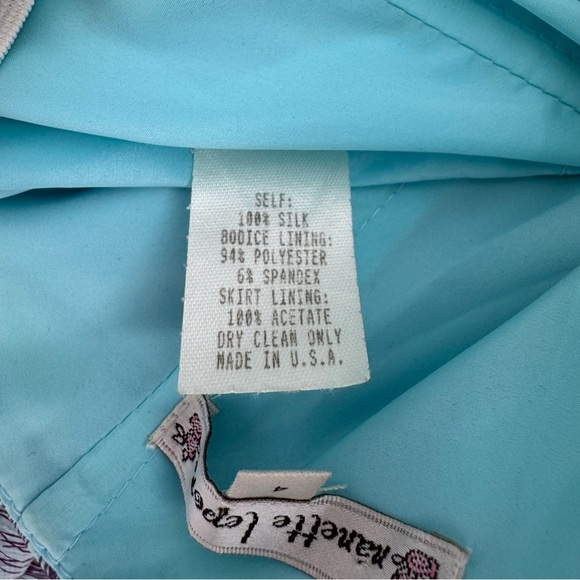 SELF:
100% SILK
BODICE LINING:
94% POLYESTER
6% SPANDEX
SKIRT LINING:
100% ACETATE
DRY CLEAN ONLY
MADE IN U.S.A.
4
nanette lepore